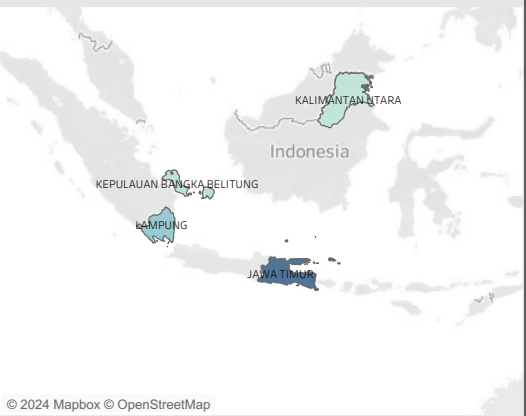 KALIMANTAN UTARA
Indonesia
KEPULAUAN BANGKA BELITUNG
LAMPUNG
JAWA TIMUR
© 2024 Mapbox © OpenStreetMap